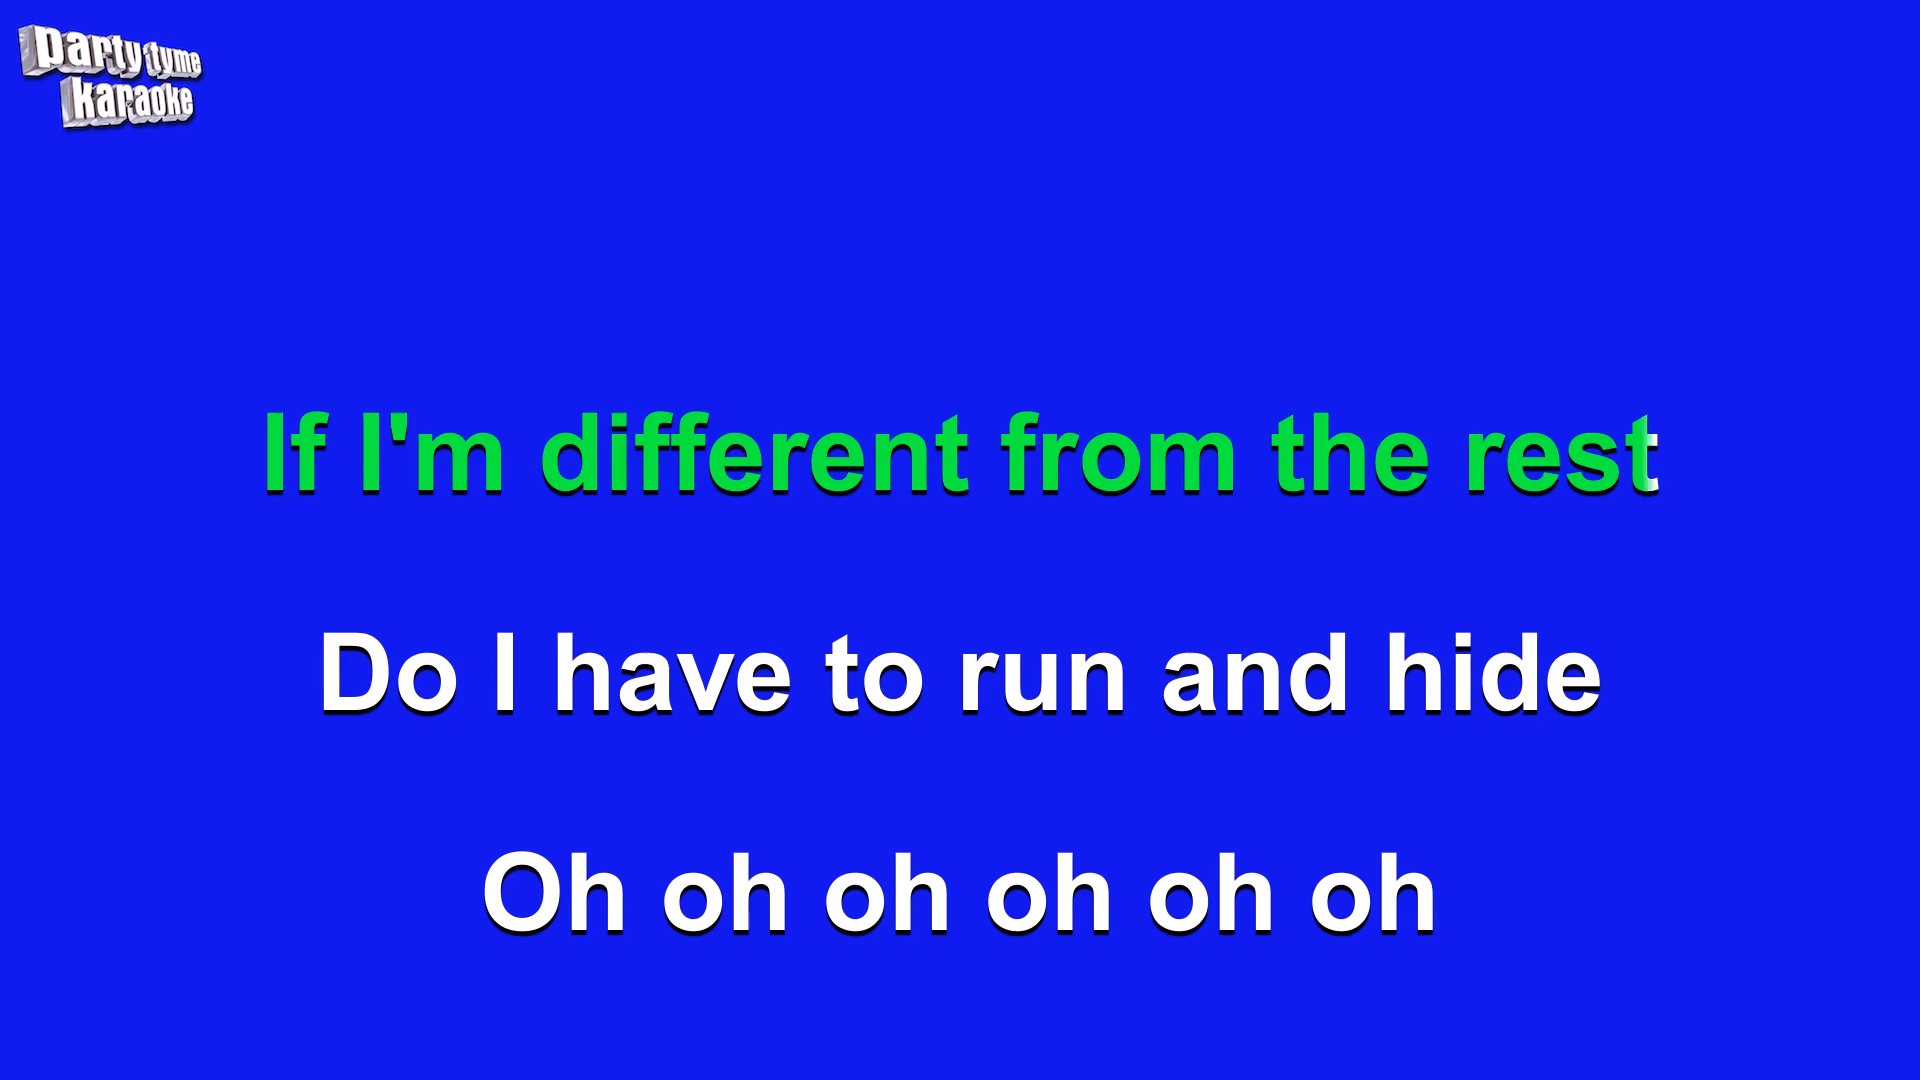 party tyme
karaoke
If I'm different from the rest
Do I have to run and hide
Oh oh oh oh oh oh